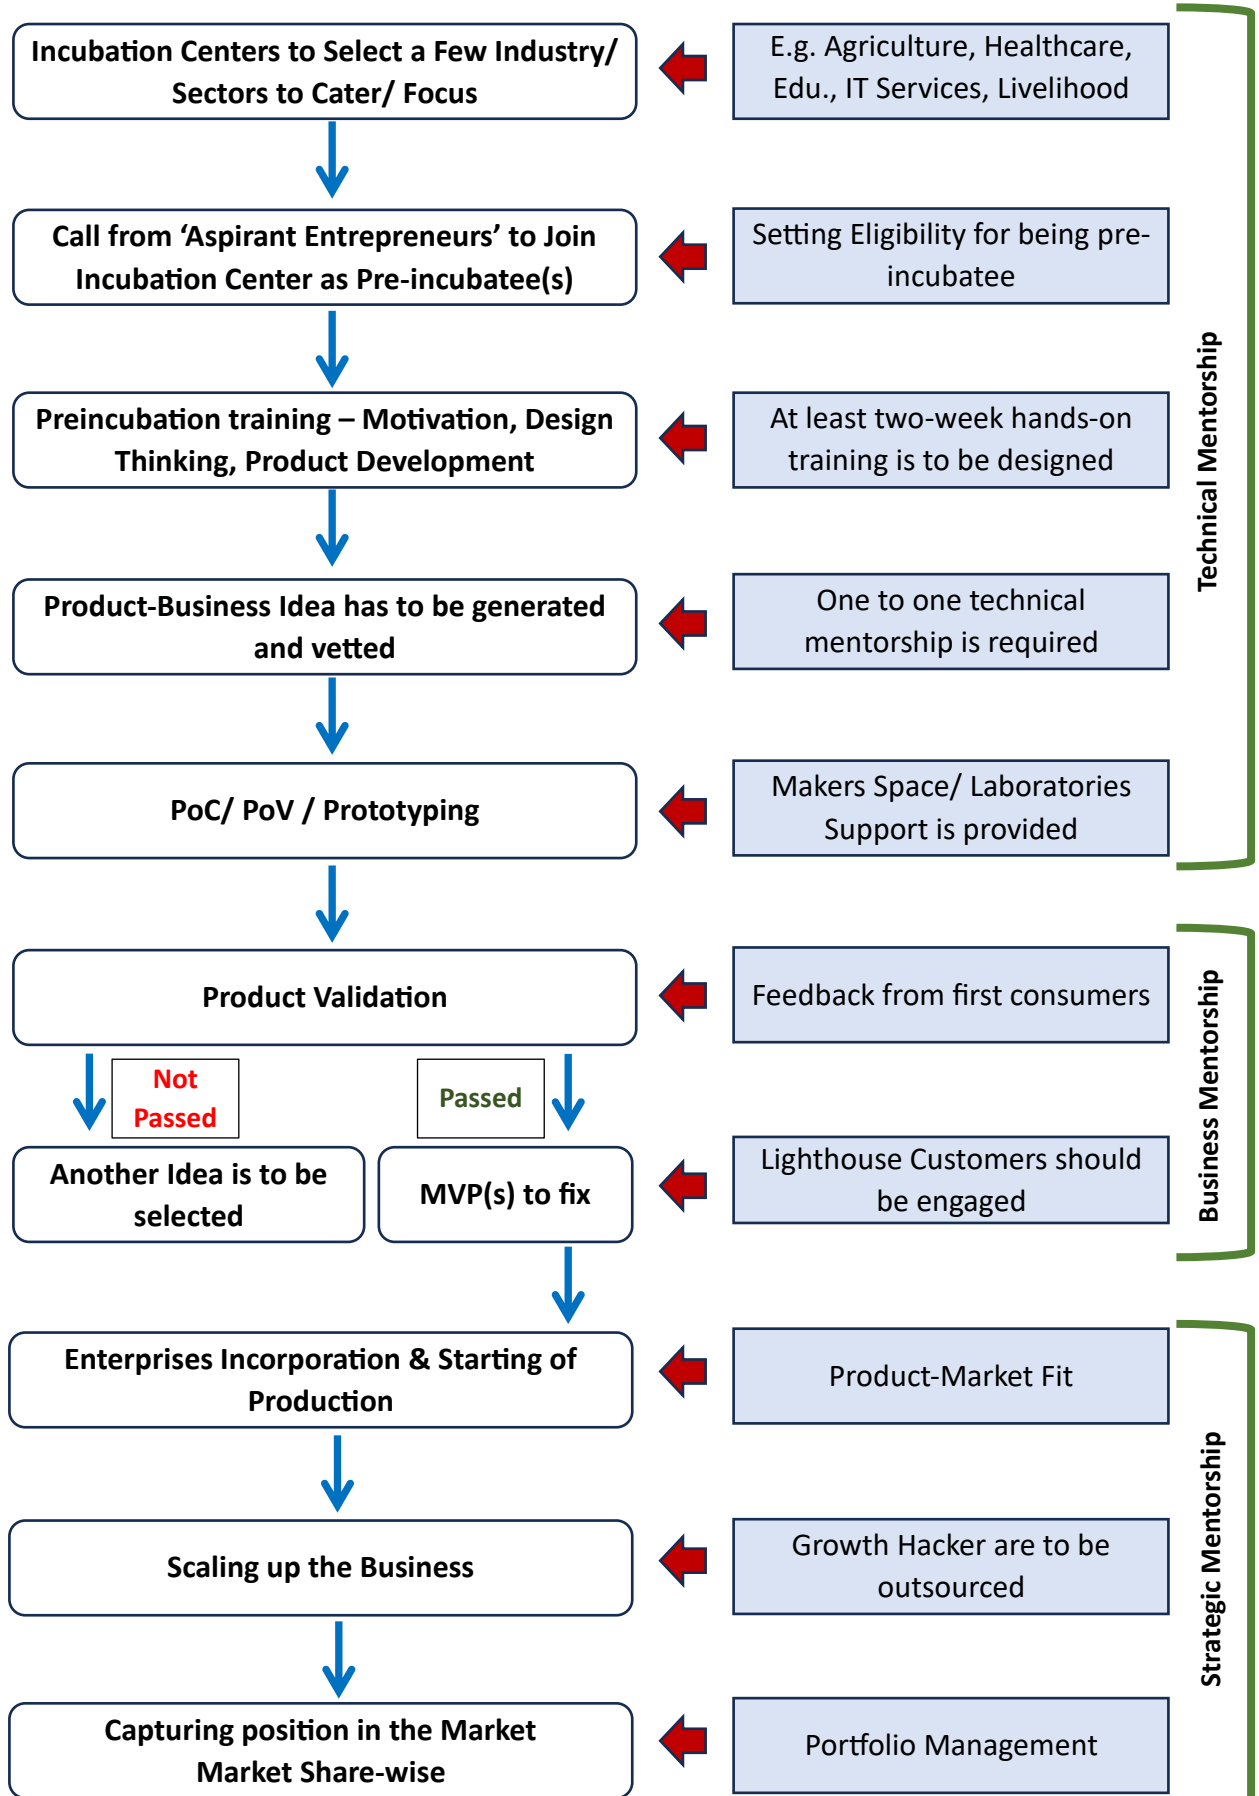 Incubation Centers to Select a Few Industry/
Sectors to Cater/ Focus
E.g. Agriculture, Healthcare,
Edu., IT Services, Livelihood
Call from ‘Aspirant Entrepreneurs’ to Join
Incubation Center as Pre-incubatee(s)
Setting Eligibility for being pre-
incubatee
Preincubation training – Motivation, Design
Thinking, Product Development
At least two-week hands-on
training is to be designed
Product-Business Idea has to be generated
and vetted
One to one technical
mentorship is required
PoC/ PoV / Prototyping
Makers Space/ Laboratories
Support is provided
Technical Mentorship
Product Validation
Feedback from first consumers
Not
Passed
Passed
Another Idea is to be
selected
MVP(s) to fix
Lighthouse Customers should
be engaged
Business Mentorship
Enterprises Incorporation & Starting of
Production
Product-Market Fit
Scaling up the Business
Growth Hacker are to be
outsourced
Capturing position in the Market
Market Share-wise
Portfolio Management
Strategic Mentorship